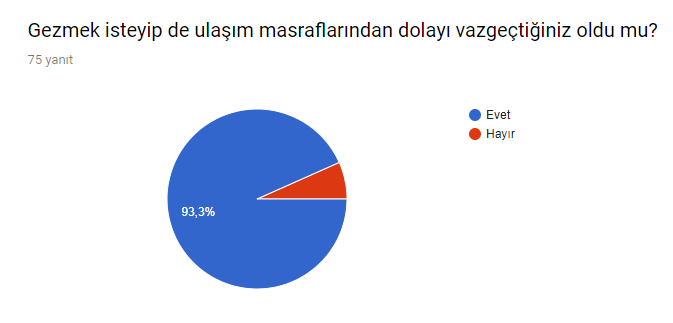 Gezmek isteyip de ulaşım masraflarından dolayı vazgeçtiğiniz oldu mu?
75 yanıt
Evet
Hayır
93,3%